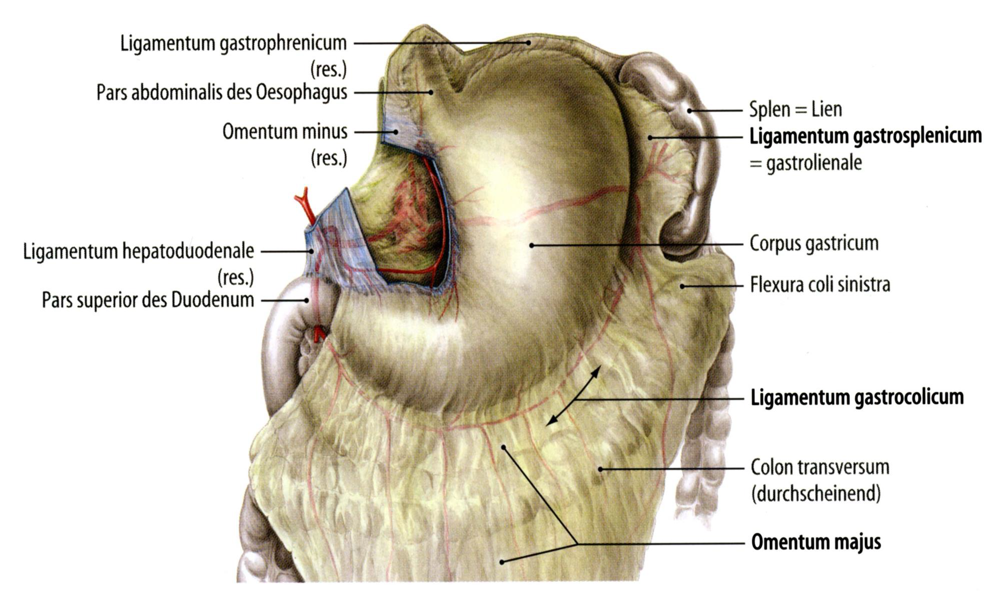 Ligamentum gastrophrenicum
(res.)
Pars abdominalis des Oesophagus
Omentum minus
(res.)
Ligamentum hepatoduodenale
(res.)
Pars superior des Duodenum
Splen = Lien
Ligamentum gastrosplenicum
= gastrolienale
Corpus gastricum
Flexura coli sinistra
Ligamentum gastrocolicum
Colon transversum
(durchscheinend)
Omentum majus